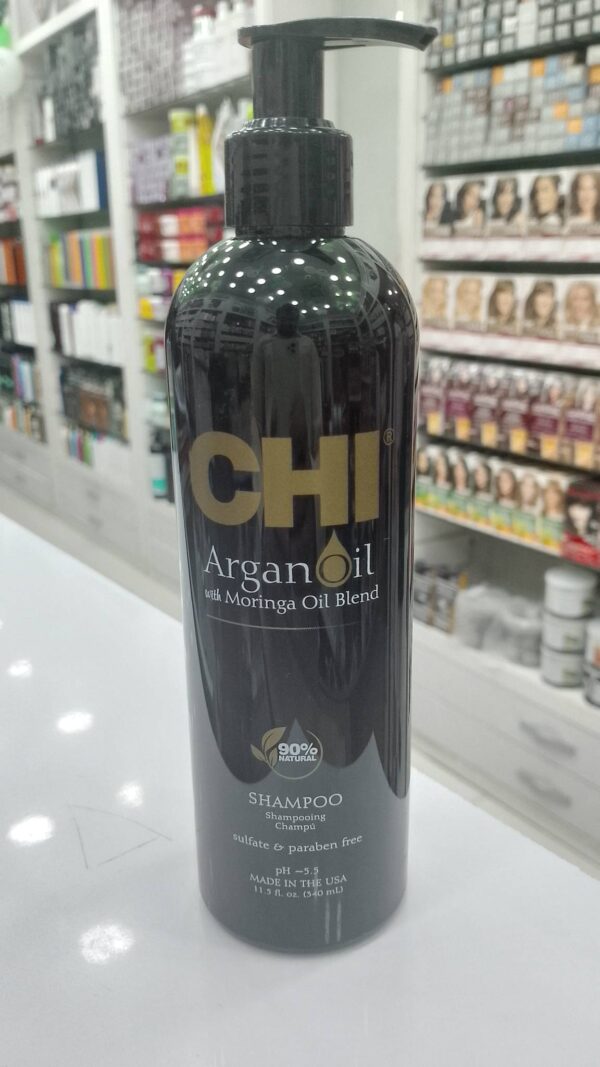 CHI®
Argan Oil
with Moringa Oil Blend
90%
NATURAL
SHAMPOO
Shampooing
Champú
sulfate & paraben free
pH ~5.5
MADE IN THE USA
11.5 fl. oz. (340 mL)